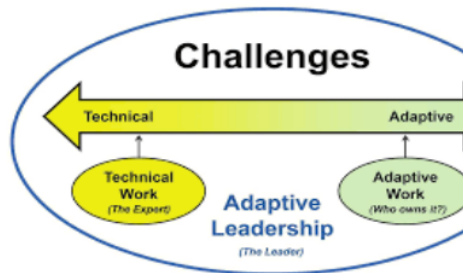 Challenges
Technical
Adaptive
Technical
Work
(The Expert)
Adaptive
Leadership
(The Leader)
Adaptive
Work
(Who owns it?)